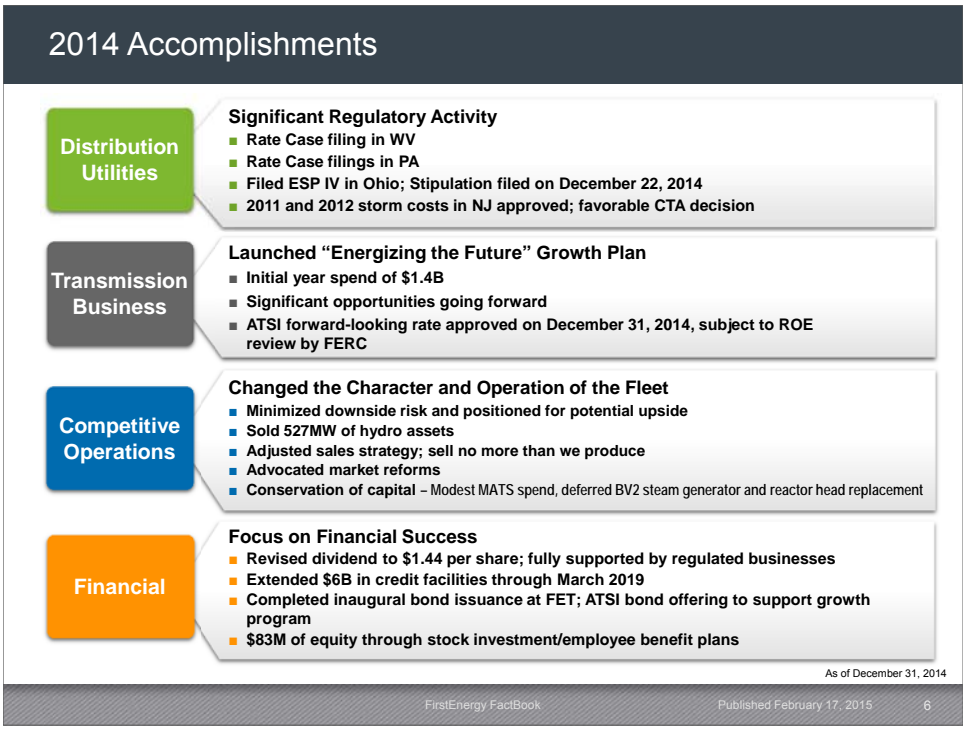 2014 Accomplishments
Distribution
Utilities
Significant Regulatory Activity
■ Rate Case filing in WV
■ Rate Case filings in PA
■ Filed ESP IV in Ohio; Stipulation filed on December 22, 2014
■ 2011 and 2012 storm costs in NJ approved; favorable CTA decision
Transmission
Business
Launched “Energizing the Future” Growth Plan
■ Initial year spend of $1.4B
■ Significant opportunities going forward
■ ATSI forward-looking rate approved on December 31, 2014, subject to ROE
review by FERC
Competitive
Operations
Changed the Character and Operation of the Fleet
■ Minimized downside risk and positioned for potential upside
■ Sold 527MW of hydro assets
■ Adjusted sales strategy; sell no more than we produce
■ Advocated market reforms
■ Conservation of capital – Modest MATS spend, deferred BV2 steam generator and reactor head replacement
Financial
Focus on Financial Success
■ Revised dividend to $1.44 per share; fully supported by regulated businesses
■ Extended $6B in credit facilities through March 2019
■ Completed inaugural bond issuance at FET; ATSI bond offering to support growth
program
■ $83M of equity through stock investment/employee benefit plans
As of December 31, 2014
FirstEnergy FactBook Published February 17, 2015 6